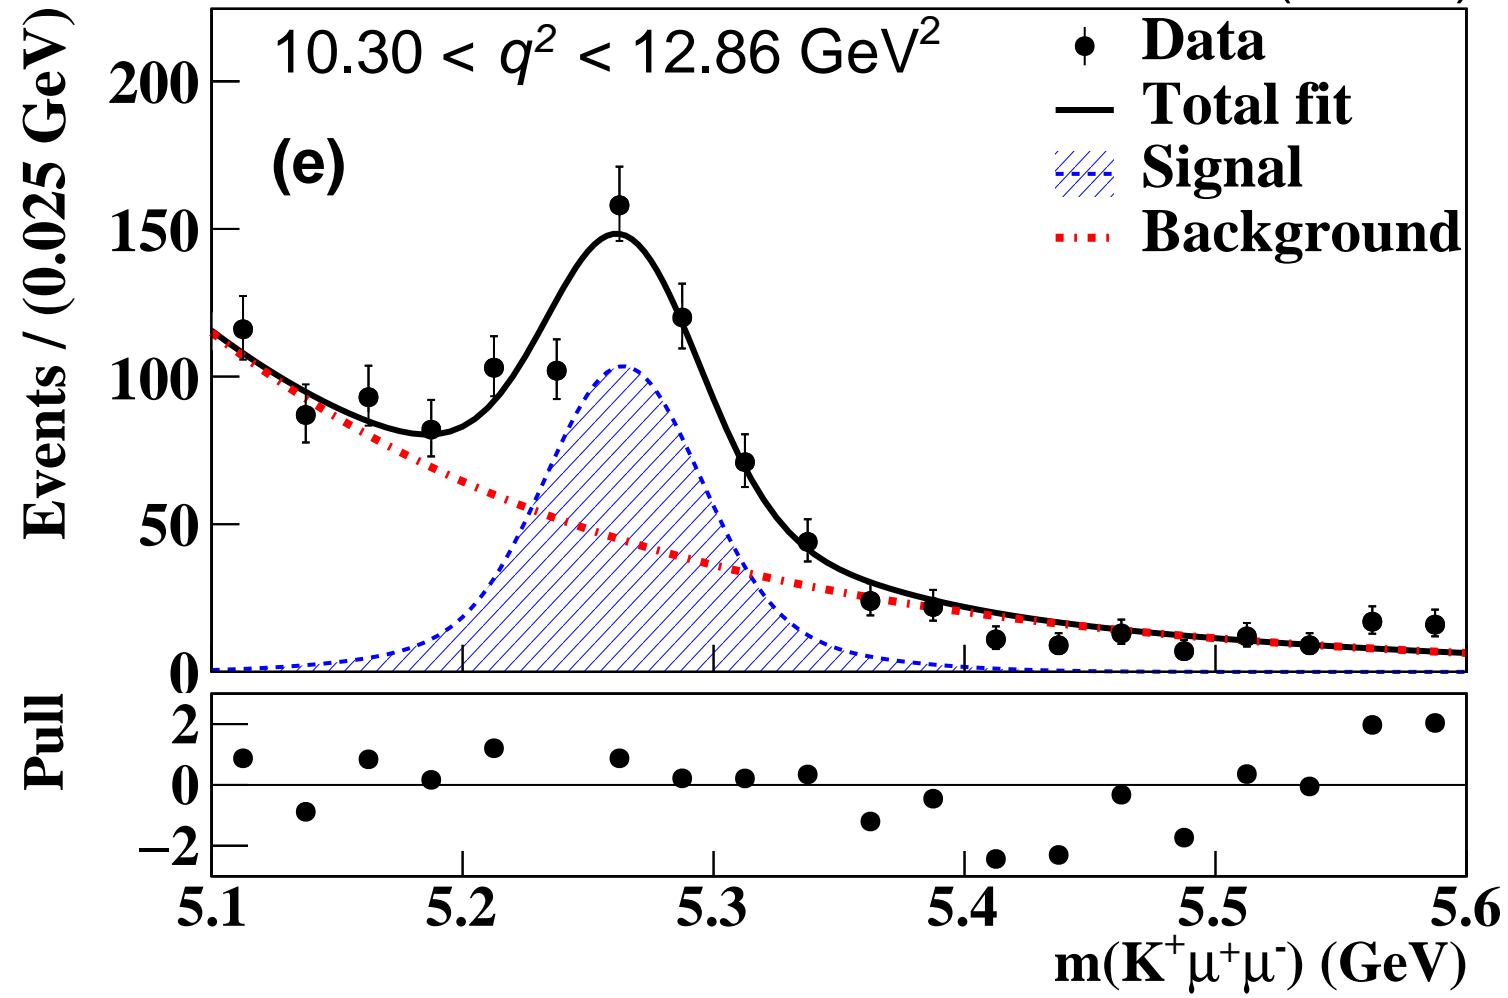 10.30 < q² < 12.86 GeV²
(e)
Data
Total fit
Signal
Background
Events / (0.025 GeV)
200
150
100
50
0
Pull
2
0
−2
5.1 5.2 5.3 5.4 5.5 5.6
m(K⁺μ⁺μ⁻) (GeV)